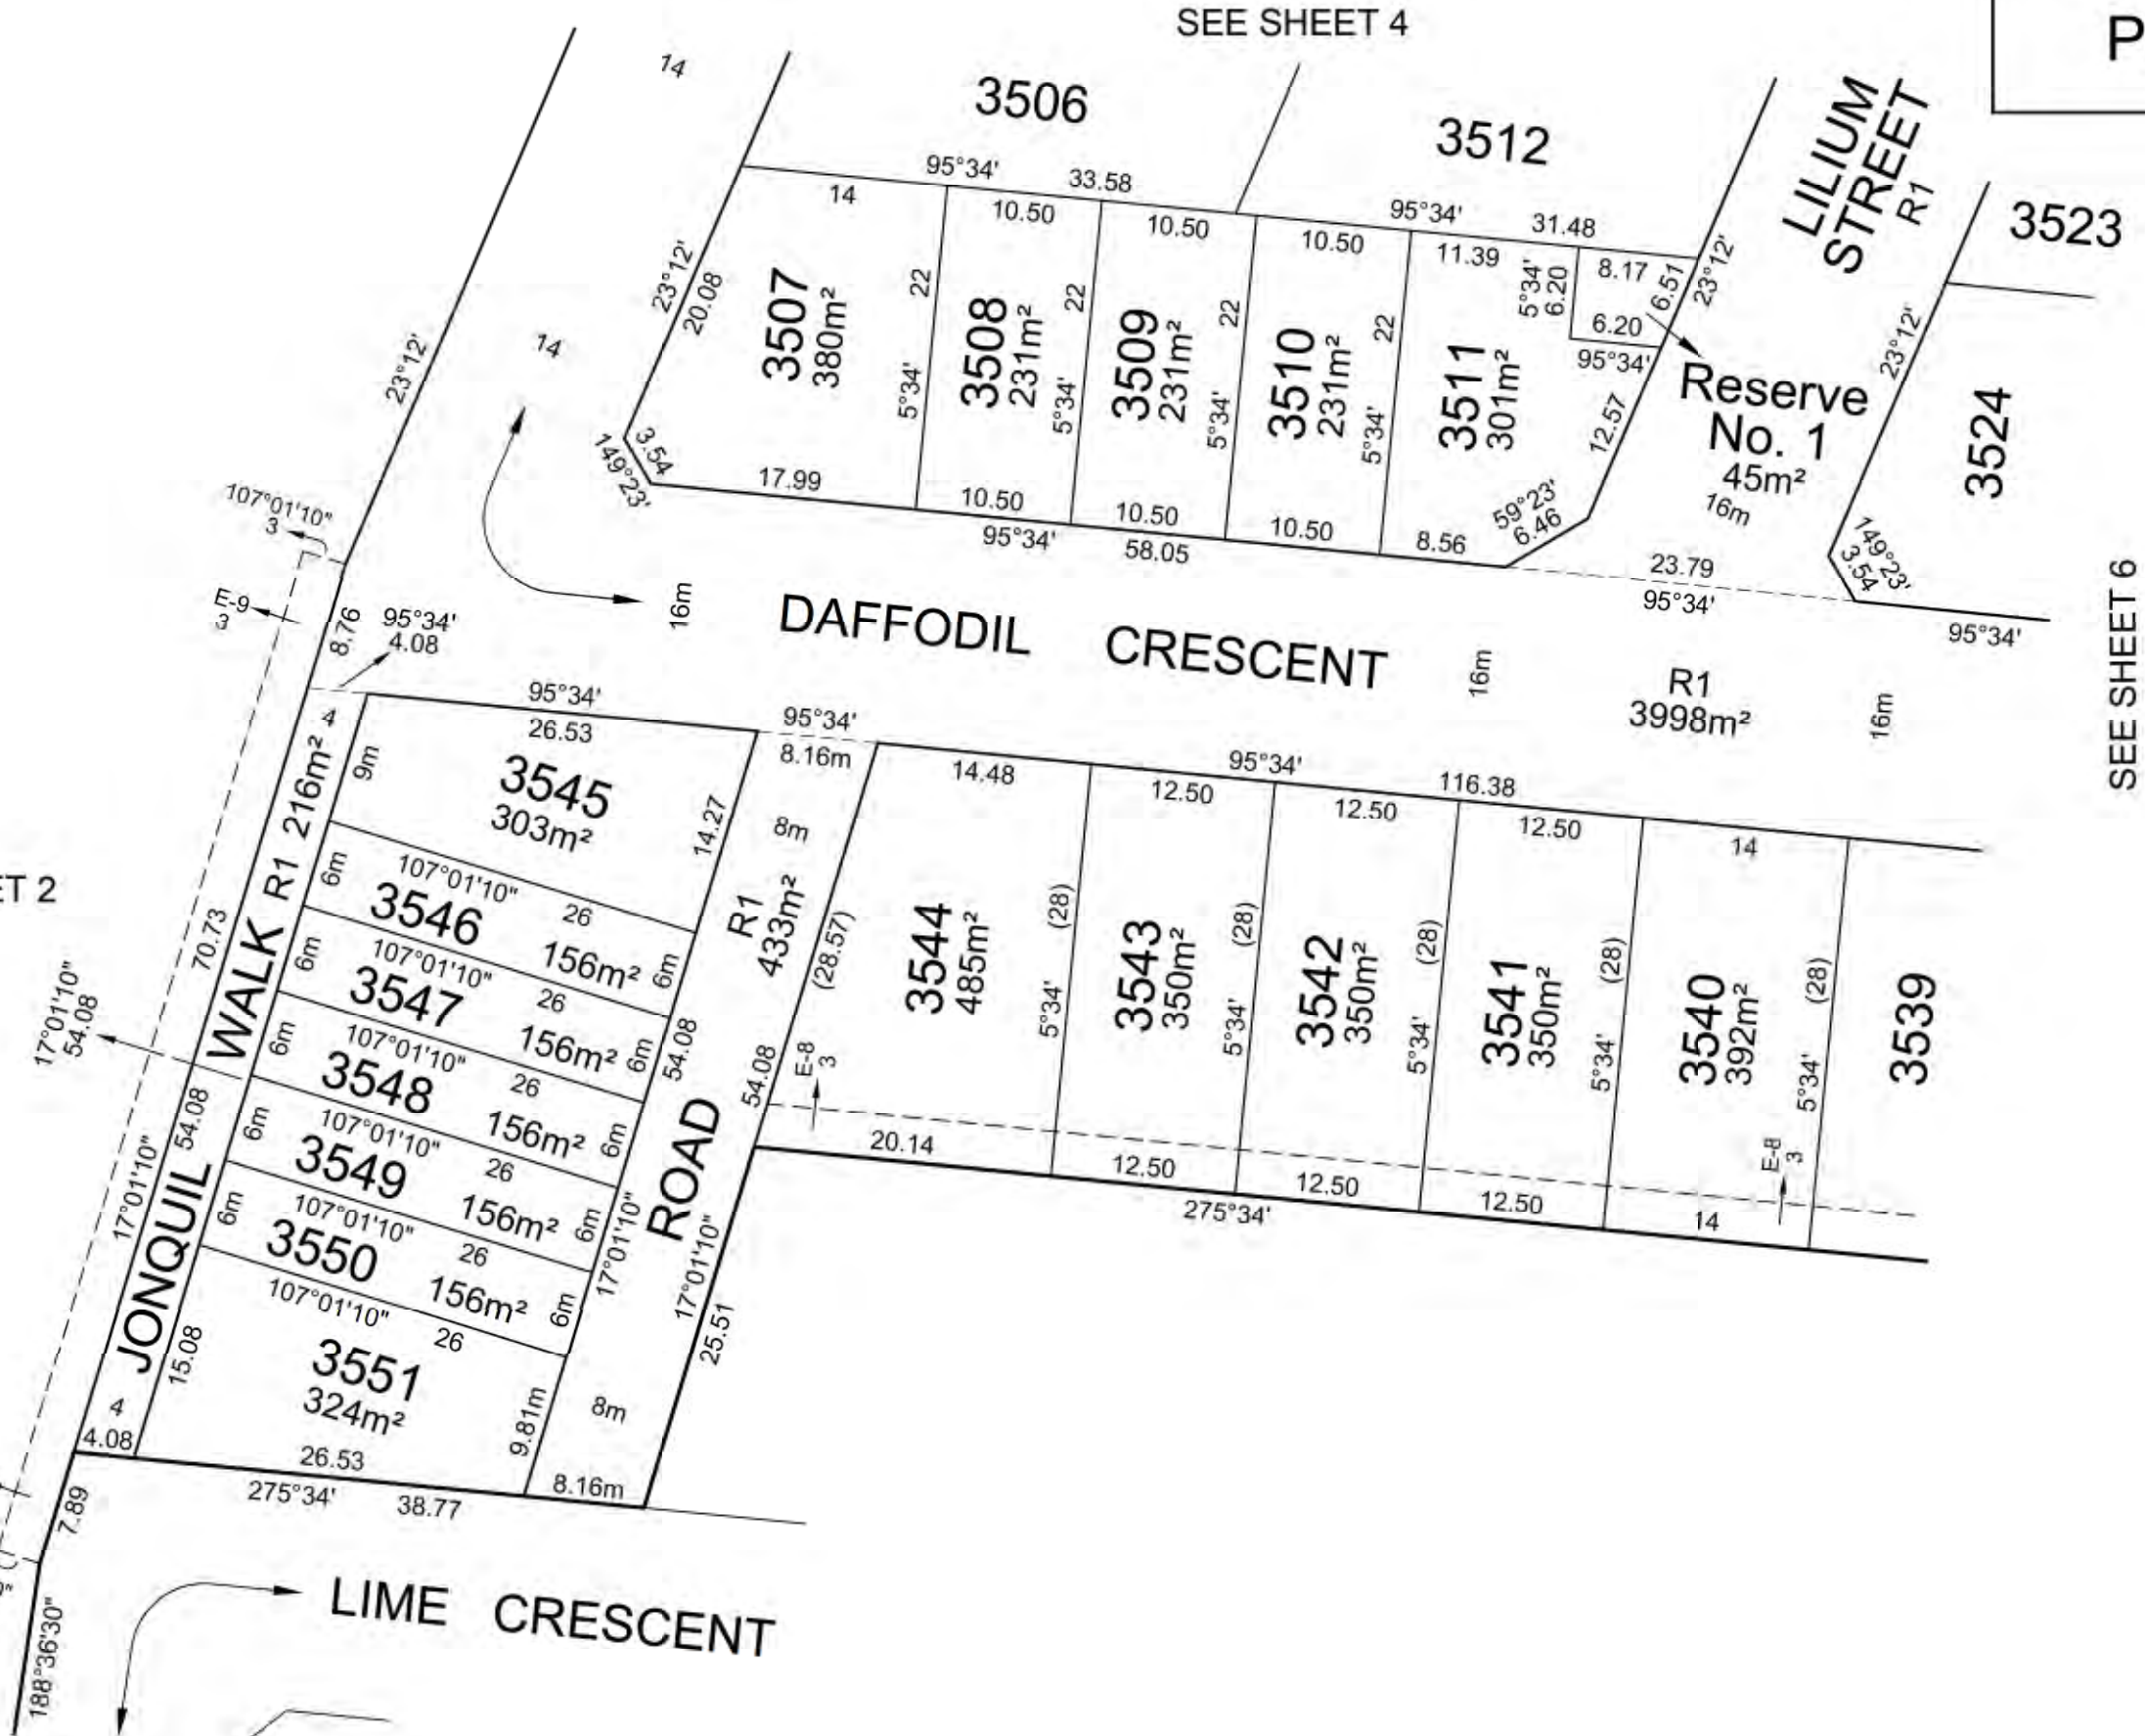 SEE SHEET 4
P
14
3506
3512
LILIUM
STREET
R1
3523
95°34'
33.58
14
10.50
10.50
95°34'
31.48
10.50
11.39
8.17
6.51
23°12'
5°34'
6.20
6.20
95°34'
23°12'
20.08
3507
380m²
22
5°34'
3508
231m²
22
5°34'
3509
231m²
22
5°34'
3510
231m²
22
5°34'
3511
301m²
12.57
Reserve
No. 1
45m²
16m
23°12'
3524
23°12'
14
3.54
149°23'
17.99
10.50
10.50
10.50
8.56
59°23'
6.46
95°34'
58.05
23.79
95°34'
149°23'
3.54
95°34'
SEE SHEET 6
107°01'10"
3
E-9
3
8.76
95°34'
4.08
16m
DAFFODIL CRESCENT
16m
R1
3998m²
16m
95°34'
26.53
95°34'
8.16m
14.48
95°34'
116.38
12.50
12.50
12.50
14
4
9m
3545
303m²
14.27
8m
R1
433m²
(28.57)
3544
485m²
(28)
5°34'
3543
350m²
(28)
5°34'
3542
350m²
(28)
5°34'
3541
350m²
(28)
5°34'
3540
392m²
(28)
5°34'
3539
ET 2
JONQUIL WALK R1 216m²
70.73
17°01'10"
54.08
6m
107°01'10"
26
3546
156m²
6m
6m
107°01'10"
26
3547
156m²
6m
6m
107°01'10"
26
3548
156m²
6m
6m
107°01'10"
26
3549
156m²
6m
6m
107°01'10"
26
3550
156m²
6m
107°01'10"
26
54.08
17°01'10"
54.08
17°01'10"
ROAD
54.08
17°01'10"
25.51
E-8
3
20.14
12.50
12.50
12.50
14
275°34'
E-8
3
15.08
3551
324m²
9.81m
8m
4
4.08
26.53
8.16m
275°34'
38.77
7.89
LIME CRESCENT
188°36'30"